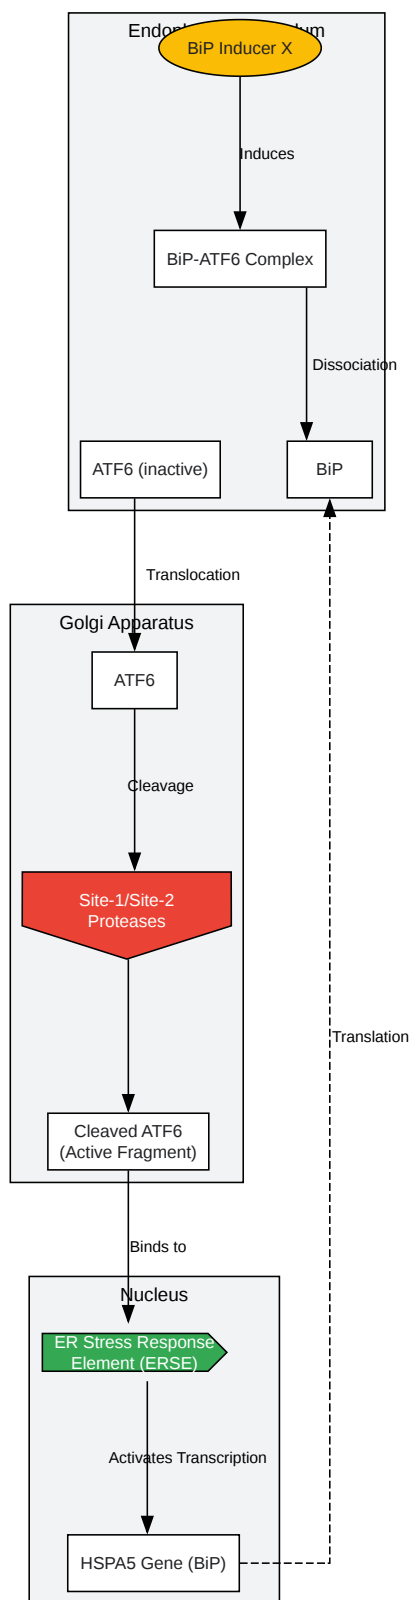 BiP Inducer X
Induces
BiP-ATF6 Complex
Dissociation
ATF6 (inactive)
BiP
Translocation
Golgi Apparatus
ATF6
Cleavage
Site-1/Site-2
Proteases
Translation
Cleaved ATF6
(Active Fragment)
Binds to
Nucleus
ER Stress Response
Element (ERSE)
Activates Transcription
HSPA5 Gene (BiP)